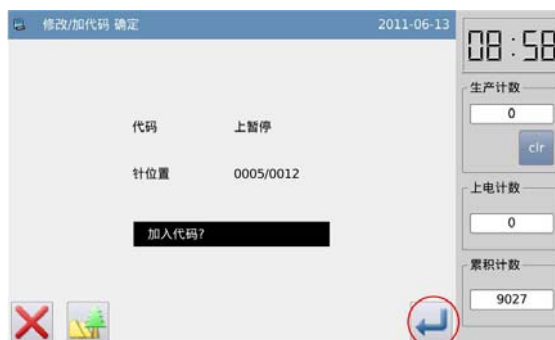 修改/加代码 确定
2011-06-13
08:58
生产计数
0
clr
代码 上暂停
针位置 0005/0012
上电计数
加入代码?
0
累积计数
9027